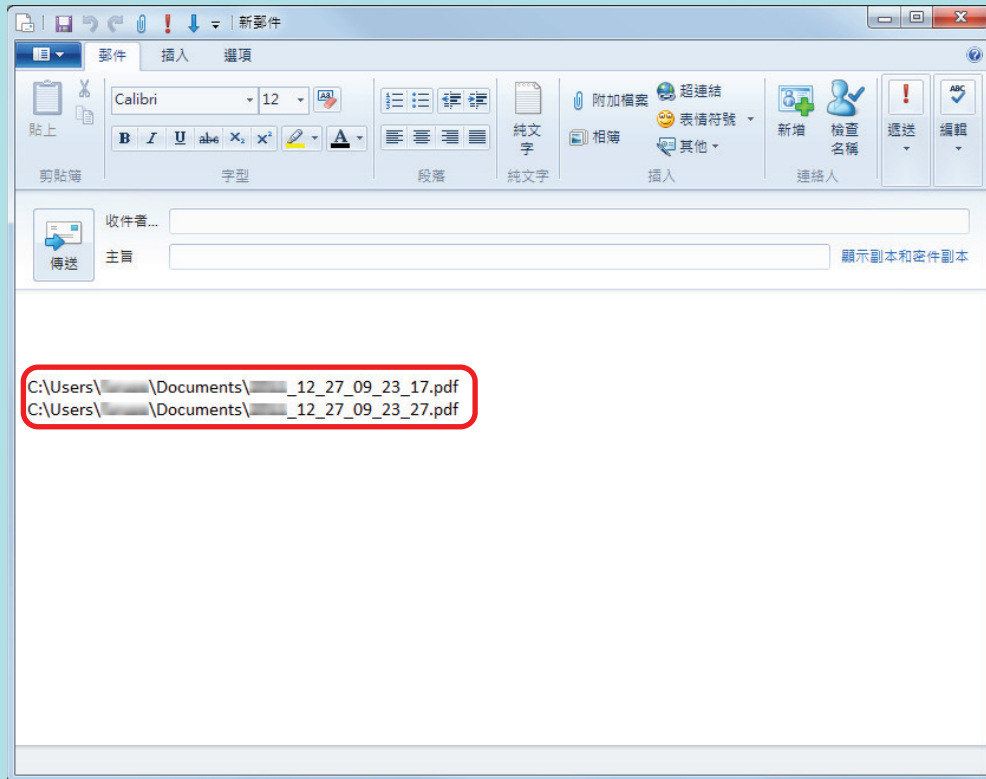 新郵件
郵件 插入 選項
貼上
剪貼簿
Calibri 12
B I U abc X₂ X² A
字型
段落
純文
字
純文字
附加檔案
相簿
超連結
表情符號
其他
插入
新增
檢查
名稱
連絡人
遞送
ABC
編輯
傳送
收件者...
主旨
顯示副本和密件副本
C:\Users\ \Documents\ _12_27_09_23_17.pdf
C:\Users\ \Documents\ _12_27_09_23_27.pdf